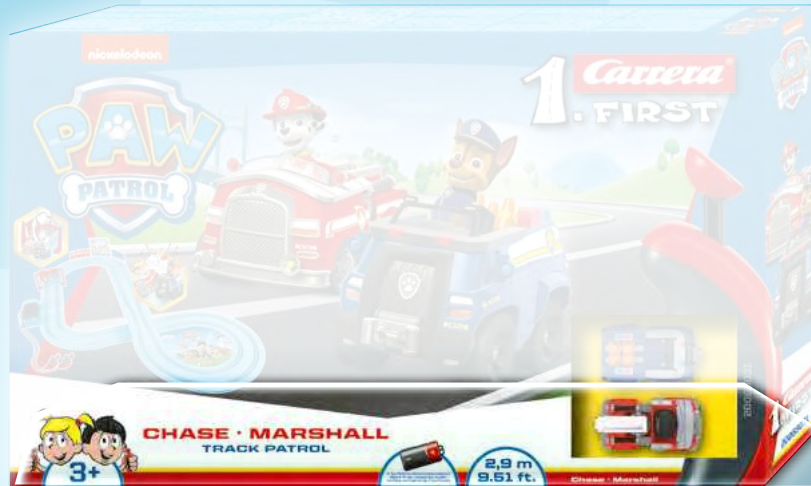 nickelodeon
PAW
PATROL
1. Carrera
FIRST
CHASE · MARSHALL
TRACK PATROL
3+
2,9 m
9.51 ft.
Chase · Marshall